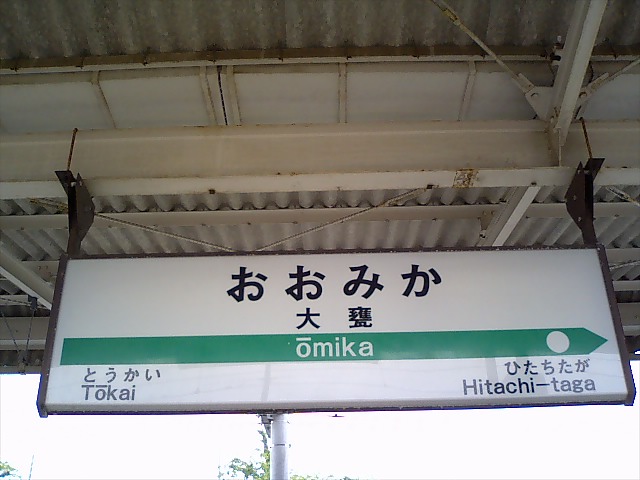 おおみか
大甕
ōmika
とうかい
Tōkai
ひたちたが
Hitachi-taga